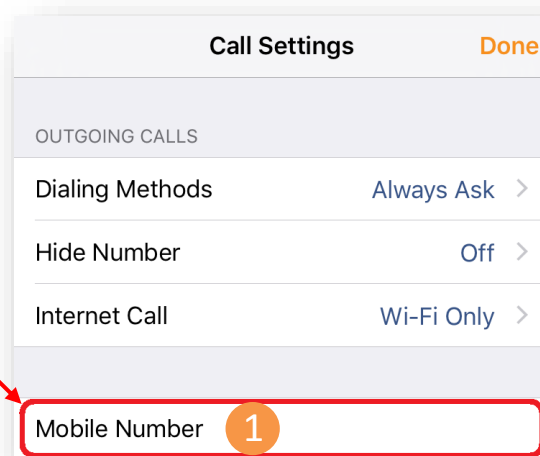 Call Settings Done
OUTGOING CALLS
Dialing Methods Always Ask
Hide Number Off
Internet Call Wi-Fi Only
Mobile Number 1